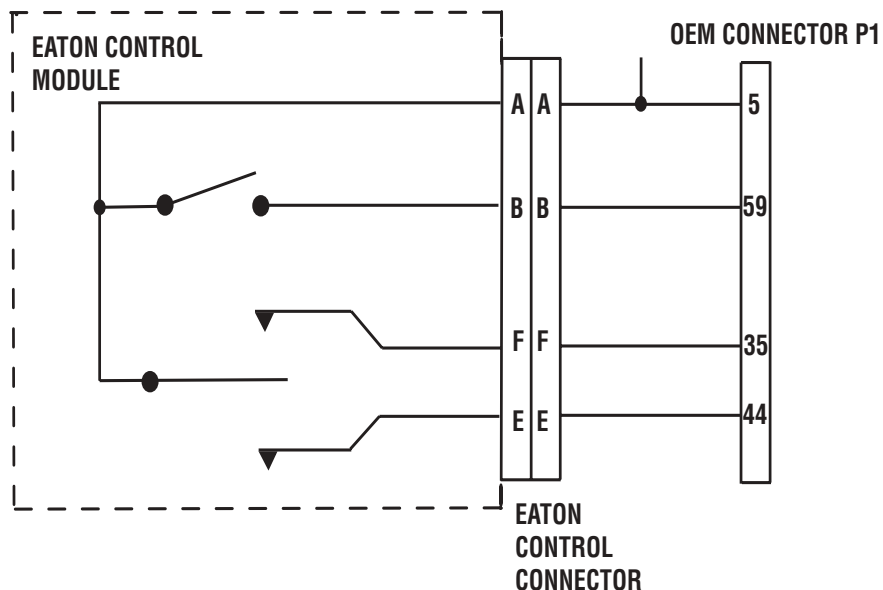 EATON CONTROL
MODULE
OEM CONNECTOR P1
A A 5
B B 59
F F 35
E E 44
EATON
CONTROL
CONNECTOR